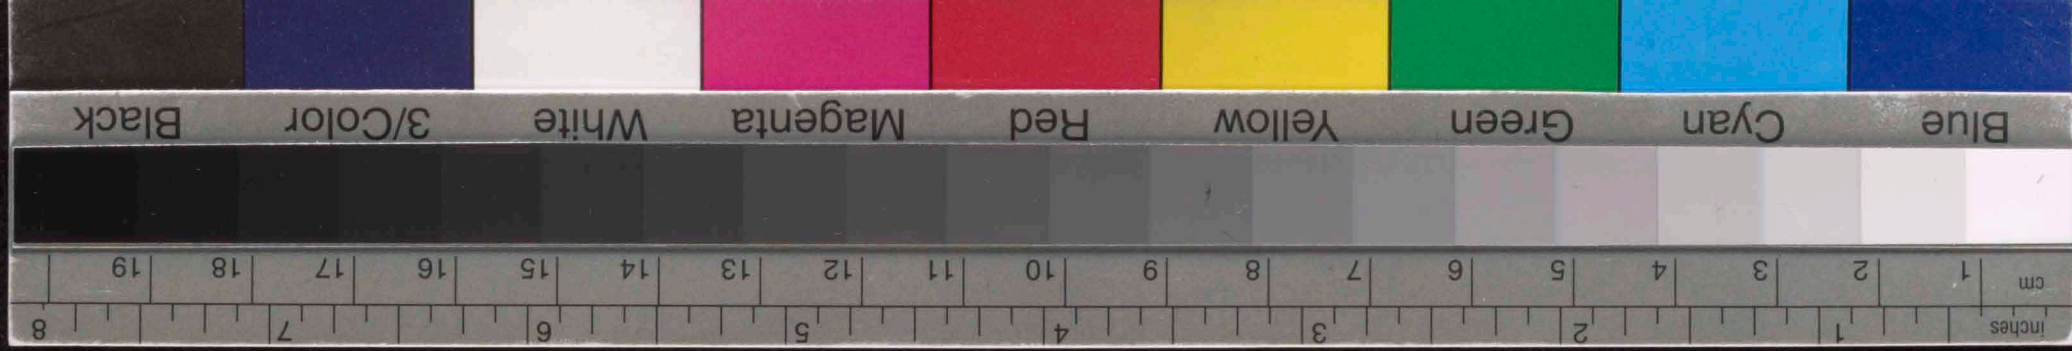 inches 1 2 3 4 5 6 7 8
cm 1 2 3 4 5 6 7 8 9 10 11 12 13 14 15 16 17 18 19
Blue Cyan Green Yellow Red Magenta White 3/Color Black